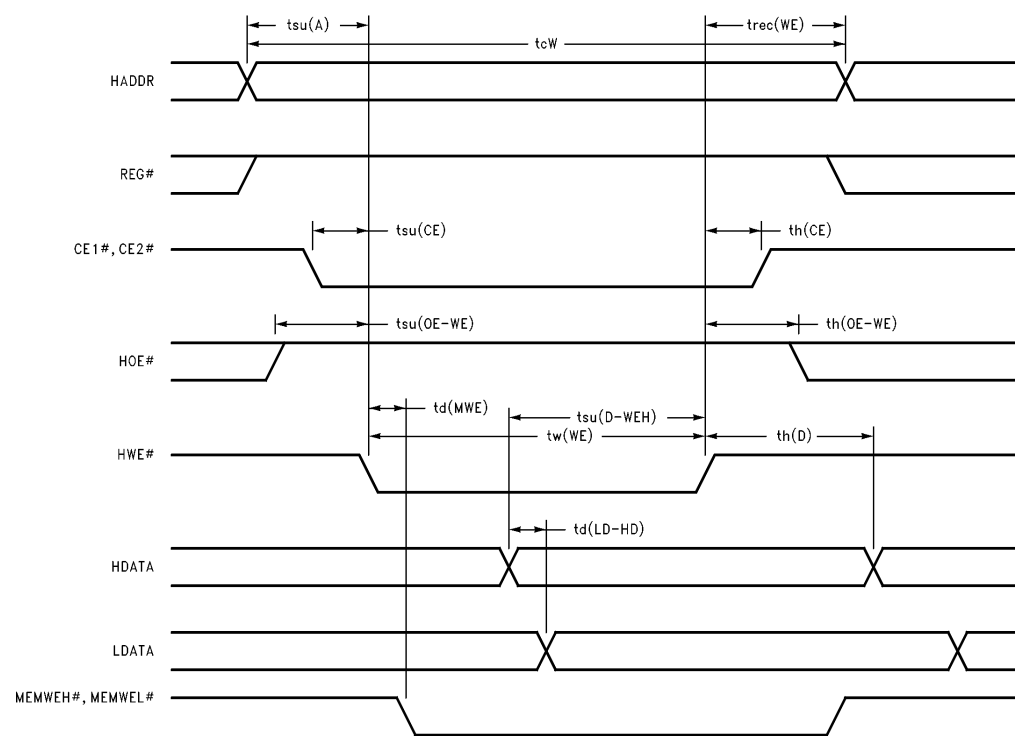 tsu(A)
trec(WE)
tcW
HADDR
REG#
tsu(CE)
th(CE)
CE1#, CE2#
tsu(OE-WE)
th(OE-WE)
HOE#
td(MWE)
tsu(D-WEH)
tw(WE)
th(D)
HWE#
td(LD-HD)
HDATA
LDATA
MEMWEH#, MEMWEL#